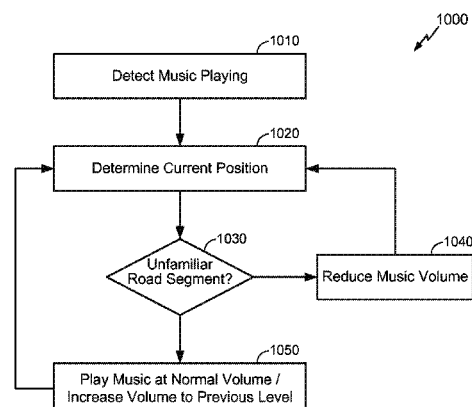 1000
1010
Detect Music Playing
1020
Determine Current Position
1030
Unfamiliar
Road Segment?
1040
Reduce Music Volume
1050
Play Music at Normal Volume /
Increase Volume to Previous Level